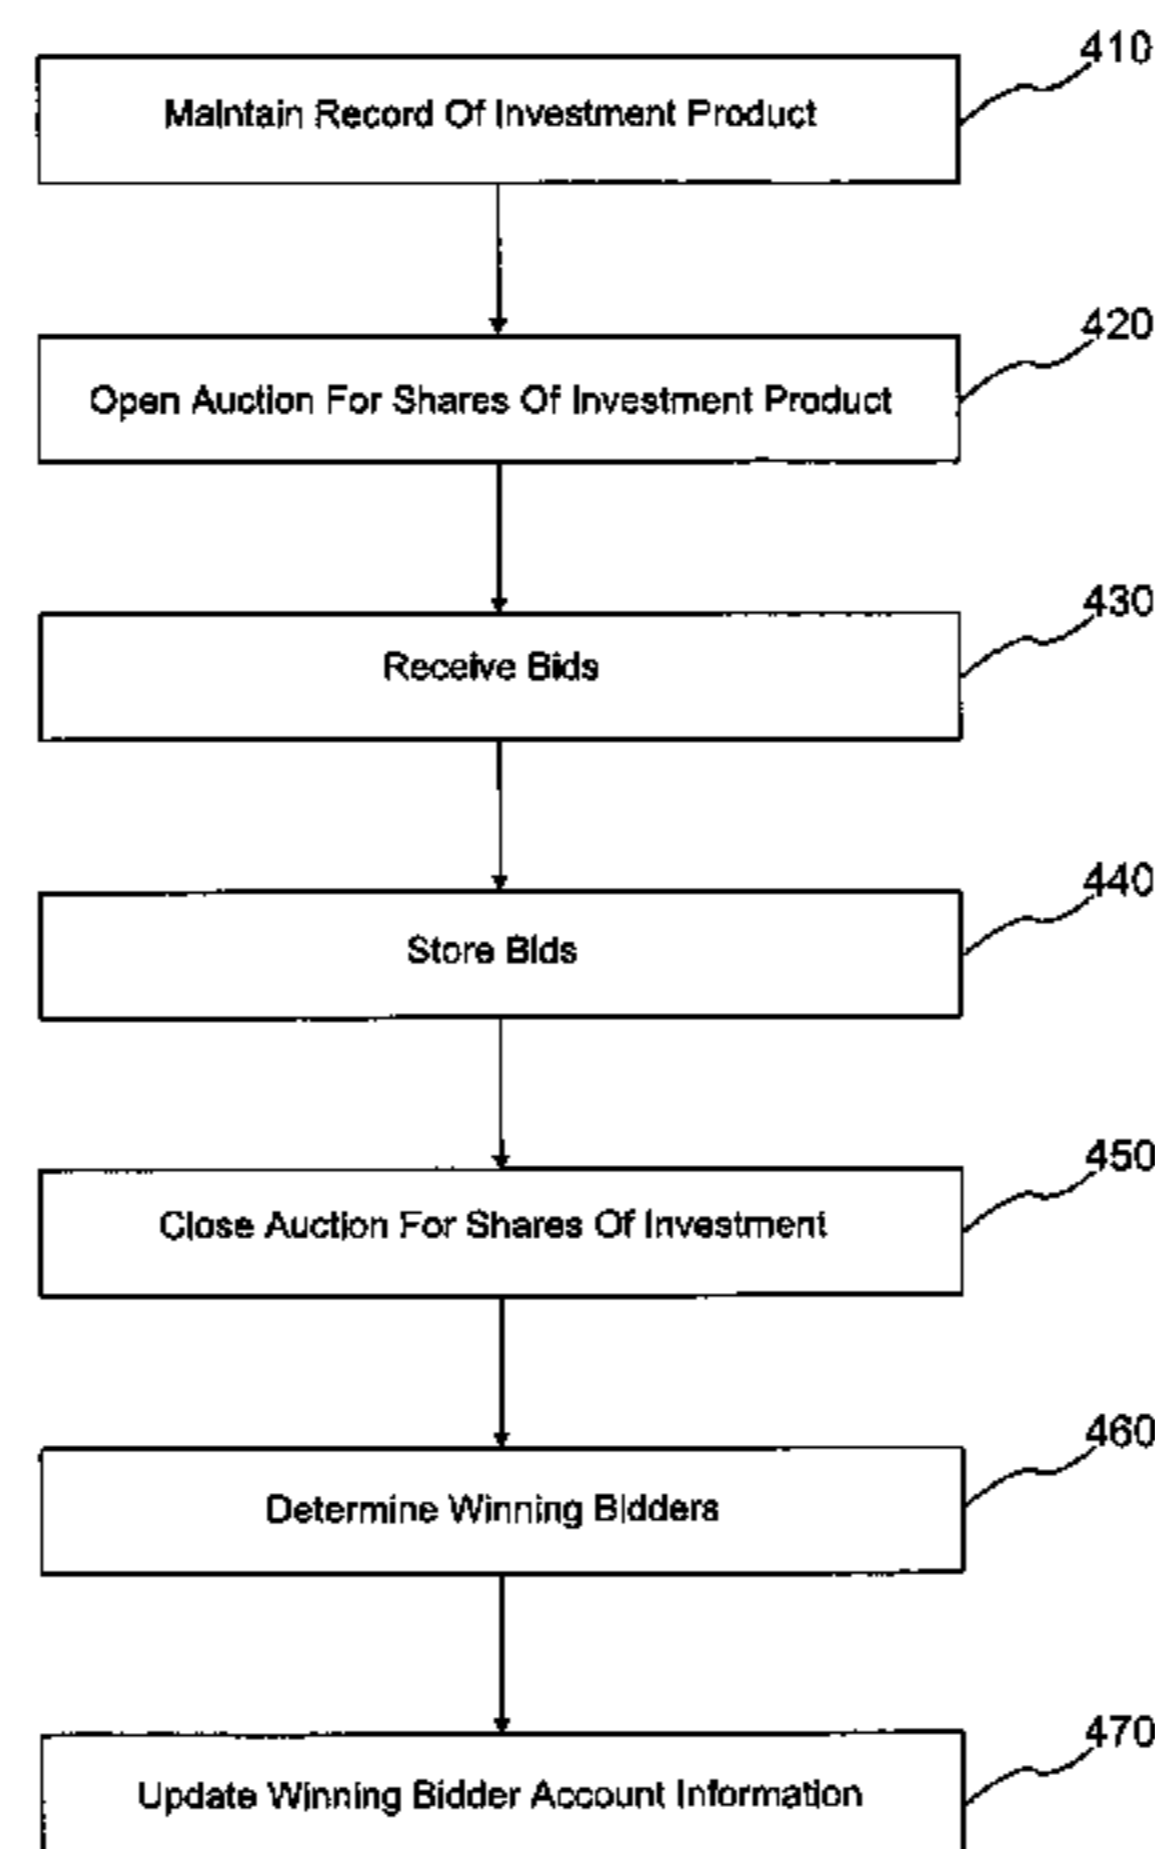 410
Maintain Record Of Investment Product
420
Open Auction For Shares Of Investment Product
430
Receive Bids
440
Store Bids
450
Close Auction For Shares Of Investment
460
Determine Winning Bidders
470
Update Winning Bidder Account Information